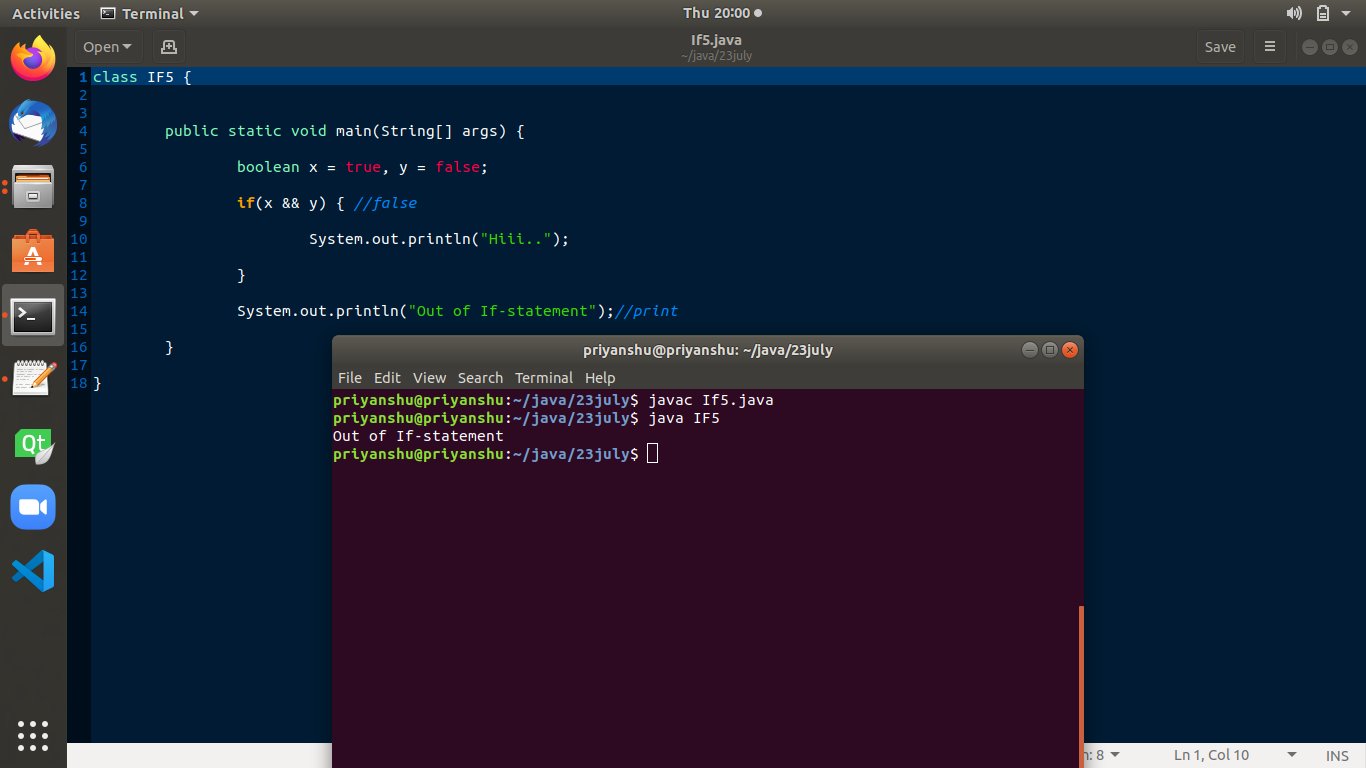 Activities Terminal Thu 20:00
Open If5.java Save
~/java/23july
1 class IF5 {
2
3
4 public static void main(String[] args) {
5
6 boolean x = true, y = false;
7
8 if(x && y) { //false
9
10 System.out.println("Hiii..");
11
12 }
13
14 System.out.println("Out of If-statement");//print
15
16 }
17
18 }
priyanshu@priyanshu: ~/java/23july
File Edit View Search Terminal Help
priyanshu@priyanshu:~/java/23july$ javac If5.java
priyanshu@priyanshu:~/java/23july$ java IF5
Out of If-statement
priyanshu@priyanshu:~/java/23july$
Qt
: 8 Ln 1, Col 10 INS